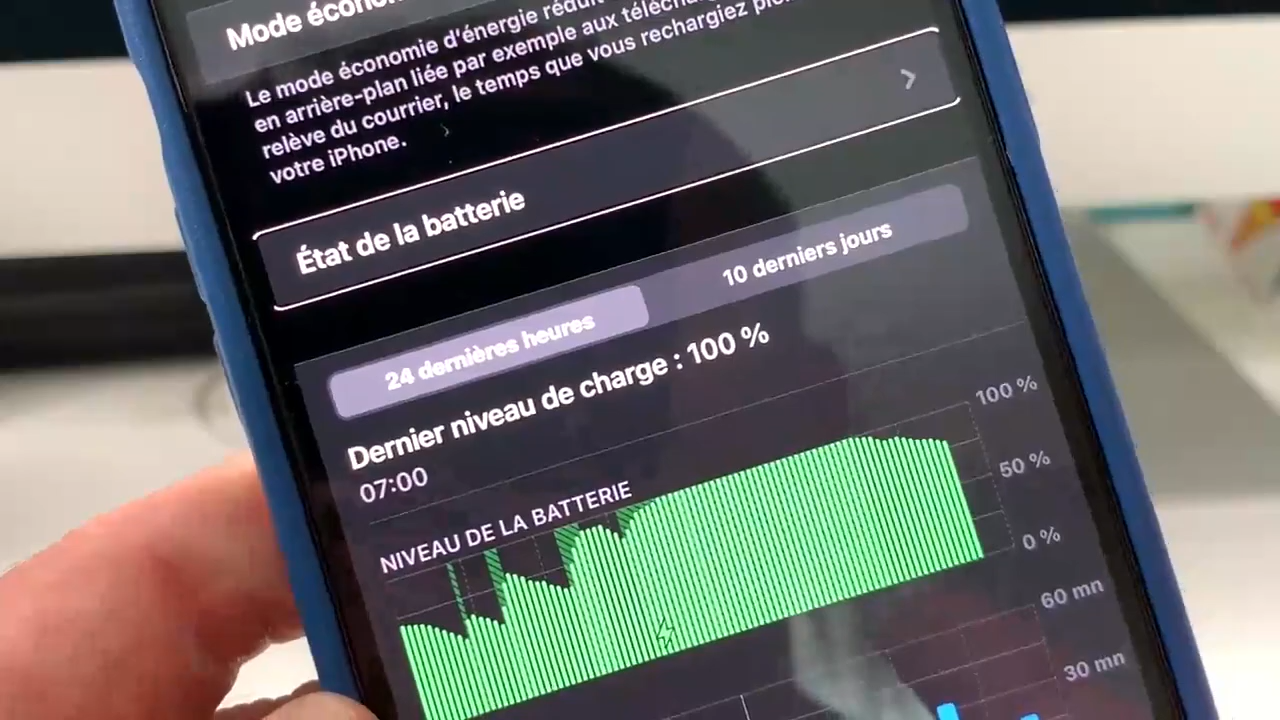 Mode écono
Le mode économie d'énergie réduit
en arrière-plan liée par exemple aux téléchar
relève du courrier, le temps que vous rechargiez
votre iPhone.
État de la batterie
24 dernières heures
10 derniers jours
Dernier niveau de charge : 100 %
07:00
NIVEAU DE LA BATTERIE
100 %
50 %
0 %
60 mn
30 mn